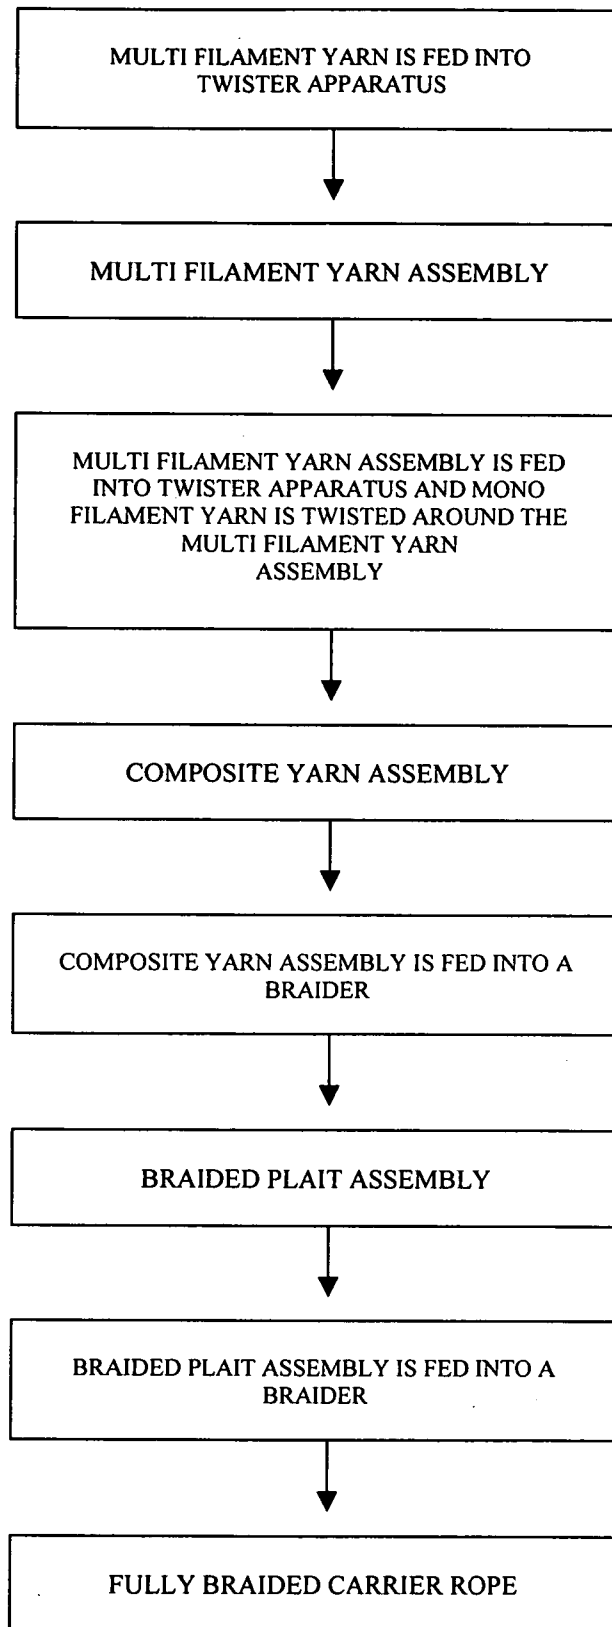 MULTI FILAMENT YARN IS FED INTO
TWISTER APPARATUS
MULTI FILAMENT YARN ASSEMBLY
MULTI FILAMENT YARN ASSEMBLY IS FED
INTO TWISTER APPARATUS AND MONO
FILAMENT YARN IS TWISTED AROUND THE
MULTI FILAMENT YARN
ASSEMBLY
COMPOSITE YARN ASSEMBLY
COMPOSITE YARN ASSEMBLY IS FED INTO A
BRAIDER
BRAIDED PLAIT ASSEMBLY
BRAIDED PLAIT ASSEMBLY IS FED INTO A
BRAIDER
FULLY BRAIDED CARRIER ROPE